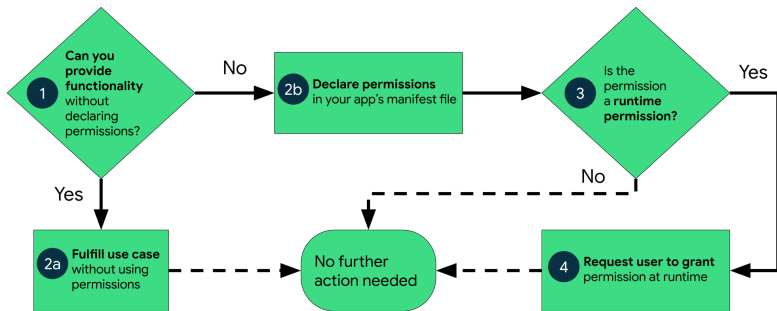 1
Can you
provide
functionality
without
declaring
permissions?
No
2b
Declare permissions
in your app's manifest file
3
Is the
permission
a runtime
permission?
Yes
Yes
No
2a
Fulfill use case
without using
permissions
No further
action needed
4
Request user to grant
permission at runtime